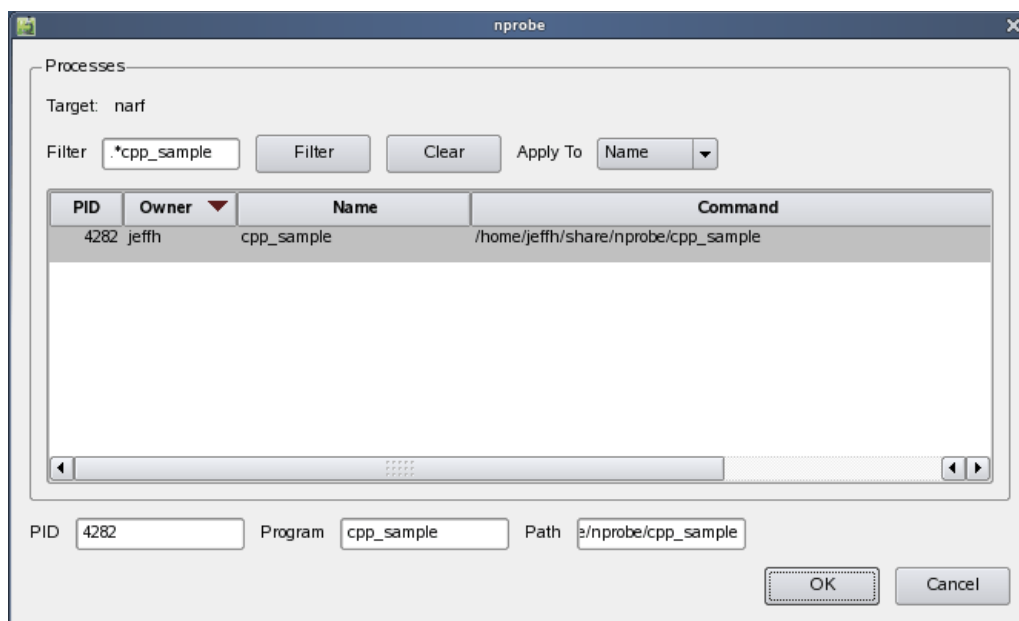 nprobe
Processes
Target: narf
Filter .*cpp_sample Filter Clear Apply To Name
PID Owner Name Command
4282 jeffh cpp_sample /home/jeffh/share/nprobe/cpp_sample
PID 4282 Program cpp_sample Path e/nprobe/cpp_sample
OK Cancel